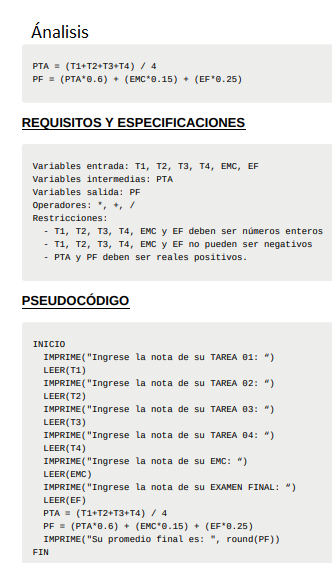 Ánalisis
PTA = (T1+T2+T3+T4) / 4
PF = (PTA*0.6) + (EMC*0.15) + (EF*0.25)
REQUISITOS Y ESPECIFICACIONES
Variables entrada: T1, T2, T3, T4, EMC, EF
Variables intermedias: PTA
Variables salida: PF
Operadores: *, +, /
Restricciones:
- T1, T2, T3, T4, EMC y EF deben ser números enteros
- T1, T2, T3, T4, EMC y EF no pueden ser negativos
- PTA y PF deben ser reales positivos.
PSEUDOCÓDIGO
INICIO
IMPRIME("Ingrese la nota de su TAREA 01: “)
LEER(T1)
IMPRIME("Ingrese la nota de su TAREA 02: “)
LEER(T2)
IMPRIME("Ingrese la nota de su TAREA 03: “)
LEER(T3)
IMPRIME("Ingrese la nota de su TAREA 04: “)
LEER(T4)
IMPRIME("Ingrese la nota de su EMC: “)
LEER(EMC)
IMPRIME("Ingrese la nota de su EXAMEN FINAL: “)
LEER(EF)
PTA = (T1+T2+T3+T4) / 4
PF = (PTA*0.6) + (EMC*0.15) + (EF*0.25)
IMPRIME("Su promedio final es: ", round(PF))
FIN